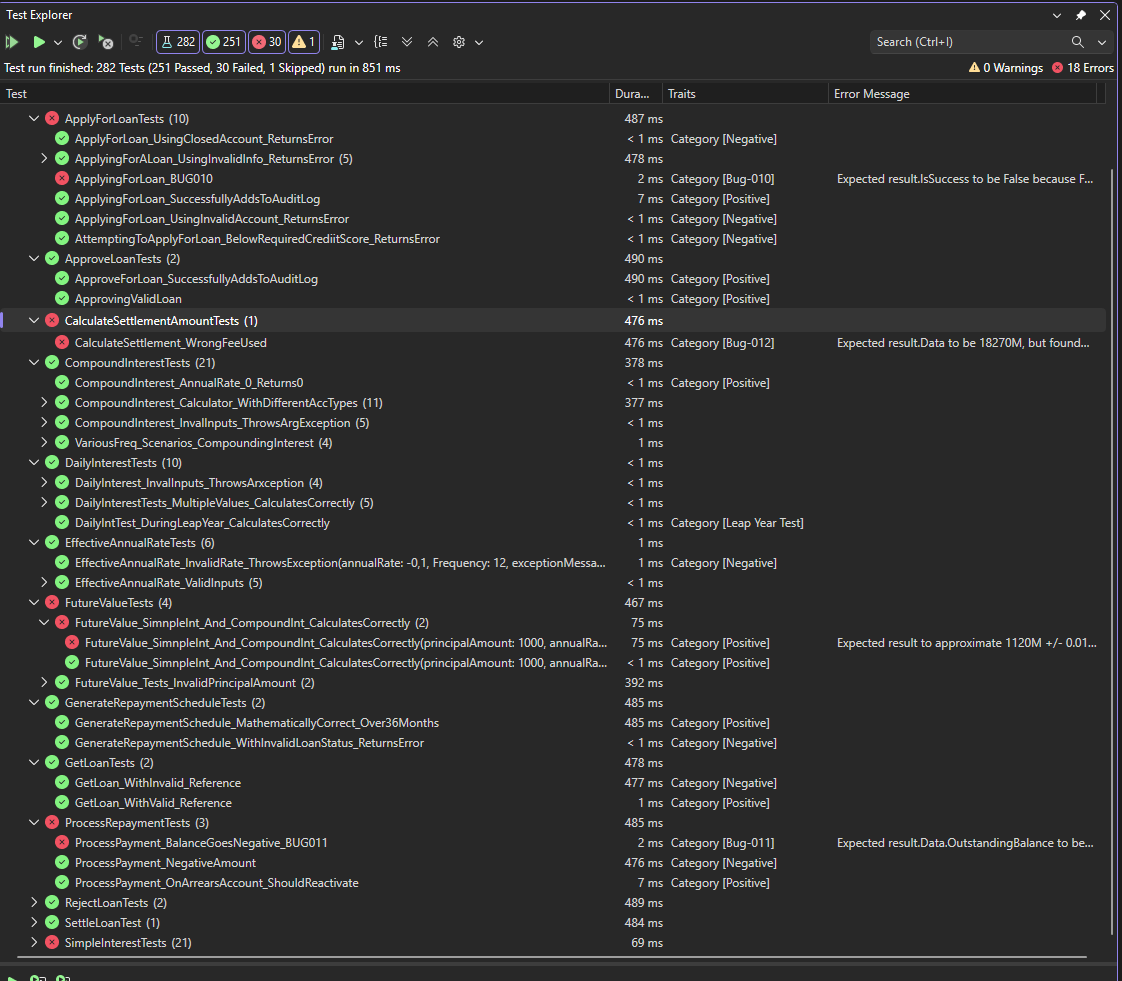 Test Explorer
282 251 30 1 Search (Ctrl+I)
Test run finished: 282 Tests (251 Passed, 30 Failed, 1 Skipped) run in 851 ms 0 Warnings 18 Errors
Test Dura... Traits Error Message
ApplyForLoanTests (10) 487 ms
ApplyForLoan_UsingClosedAccount_ReturnsError < 1 ms Category [Negative]
ApplyingForALoan_UsingInvalidInfo_ReturnsError (5) 478 ms
ApplyingForLoan_BUG010 2 ms Category [Bug-010] Expected result.IsSuccess to be False because F...
ApplyingForLoan_SuccessfullyAddsToAuditLog 7 ms Category [Positive]
ApplyingForLoan_UsingInvalidAccount_ReturnsError < 1 ms Category [Negative]
AttemptingToApplyForLoan_BelowRequiredCrediitScore_ReturnsError < 1 ms Category [Negative]
ApproveLoanTests (2) 490 ms
ApproveForLoan_SuccessfullyAddsToAuditLog 490 ms Category [Positive]
ApprovingValidLoan < 1 ms Category [Positive]
CalculateSettlementAmountTests (1) 476 ms
CalculateSettlement_WrongFeeUsed 476 ms Category [Bug-012] Expected result.Data to be 18270M, but found...
CompoundInterestTests (21) 378 ms
CompoundInterest_AnnualRate_0_Returns0 < 1 ms Category [Positive]
CompoundInterest_Calculator_WithDifferentAccTypes (11) 377 ms
CompoundInterest_InvalInputs_ThrowsArgException (5) < 1 ms
VariousFreq_Scenarios_CompoundingInterest (4) 1 ms
DailyInterestTests (10) < 1 ms
DailyInterest_InvalInputs_ThrowsArxception (4) < 1 ms
DailyInterestTests_MultipleValues_CalculatesCorrectly (5) < 1 ms
DailyIntTest_DuringLeapYear_CalculatesCorrectly < 1 ms Category [Leap Year Test]
EffectiveAnnualRateTests (6) 1 ms
EffectiveAnnualRate_InvalidRate_ThrowsException(annualRate: -0,1, Frequency: 12, exceptionMessa... 1 ms Category [Negative]
EffectiveAnnualRate_ValidInputs (5) < 1 ms
FutureValueTests (4) 467 ms
FutureValue_SimnpleInt_And_CompoundInt_CalculatesCorrectly (2) 75 ms
FutureValue_SimnpleInt_And_CompoundInt_CalculatesCorrectly(principalAmount: 1000, annualRa... 75 ms Category [Positive] Expected result to approximate 1120M +/- 0.01...
FutureValue_SimnpleInt_And_CompoundInt_CalculatesCorrectly(principalAmount: 1000, annualRa... < 1 ms Category [Positive]
FutureValue_Tests_InvalidPrincipalAmount (2) 392 ms
GenerateRepaymentScheduleTests (2) 485 ms
GenerateRepaymentSchedule_MathematicallyCorrect_Over36Months 485 ms Category [Positive]
GenerateRepaymentSchedule_WithInvalidLoanStatus_ReturnsError < 1 ms Category [Negative]
GetLoanTests (2) 478 ms
GetLoan_WithInvalid_Reference 477 ms Category [Negative]
GetLoan_WithValid_Reference 1 ms Category [Positive]
ProcessRepaymentTests (3) 485 ms
ProcessPayment_BalanceGoesNegative_BUG011 2 ms Category [Bug-011] Expected result.Data.OutstandingBalance to be...
ProcessPayment_NegativeAmount 476 ms Category [Negative]
ProcessPayment_OnArrearsAccount_ShouldReactivate 7 ms Category [Positive]
RejectLoanTests (2) 489 ms
SettleLoanTest (1) 484 ms
SimpleInterestTests (21) 69 ms